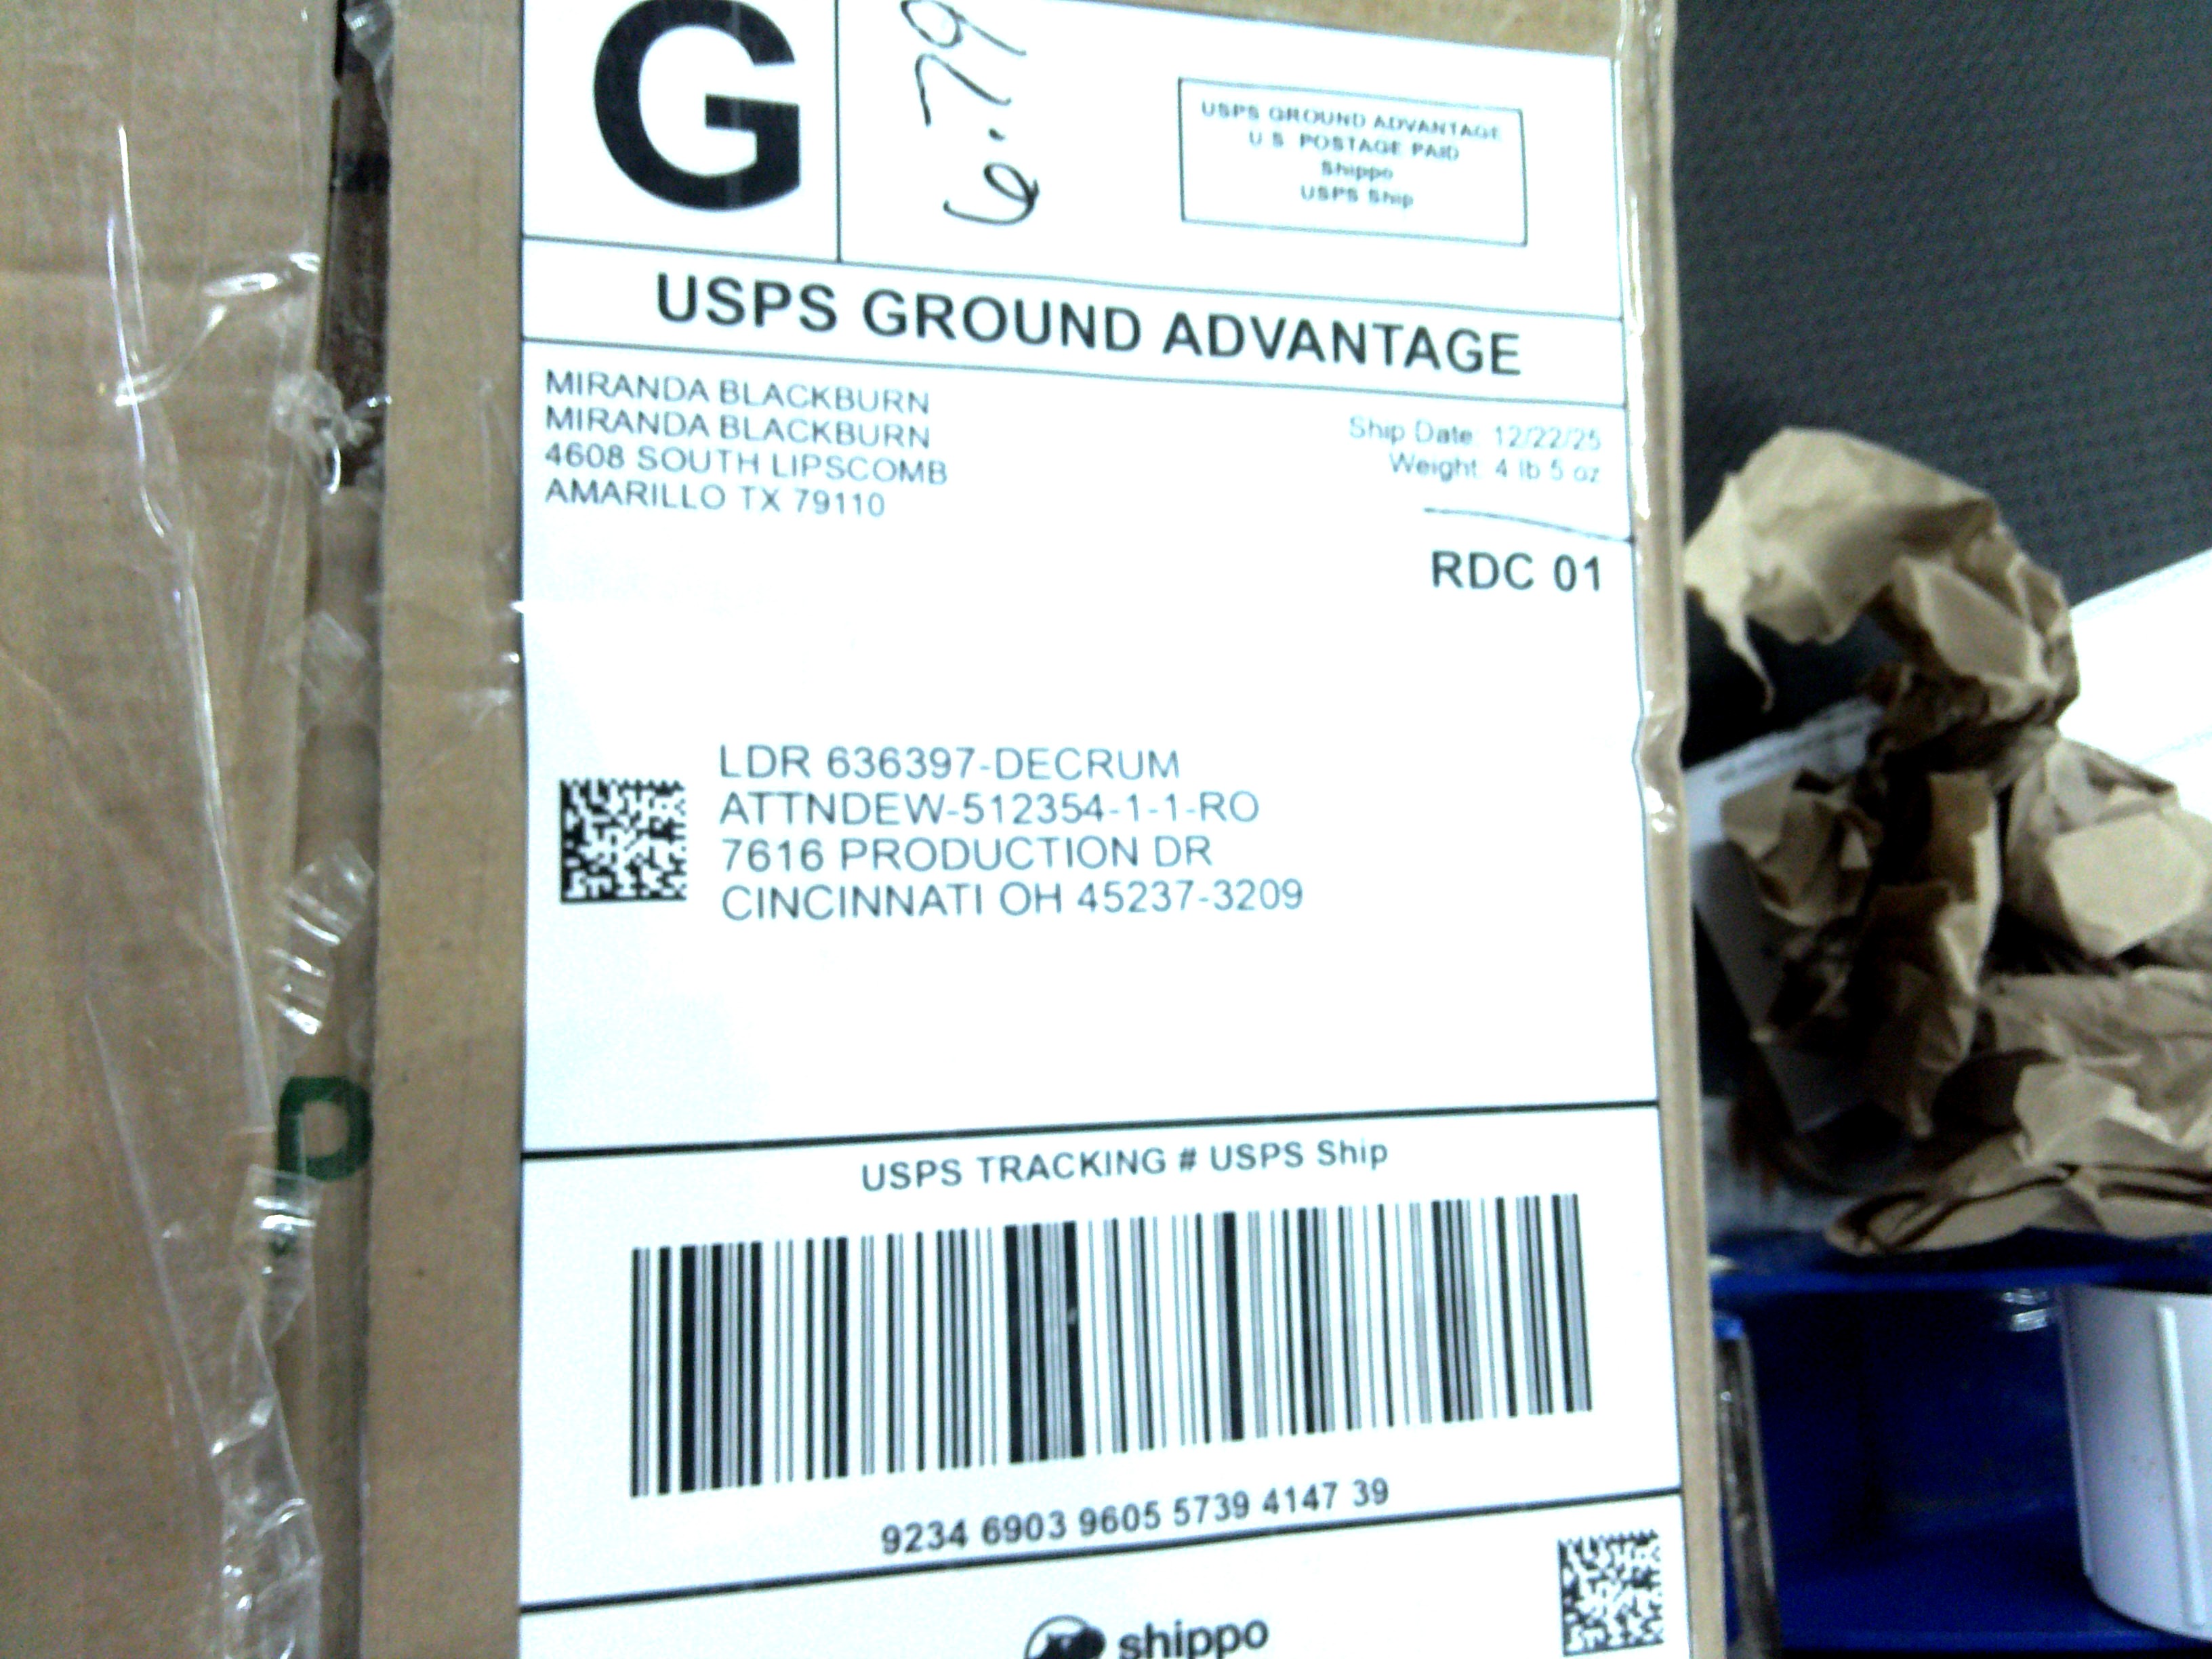 G
6.79
USPS GROUND ADVANTAGE
U.S. POSTAGE PAID
Shippo
USPS Ship
USPS GROUND ADVANTAGE
MIRANDA BLACKBURN
MIRANDA BLACKBURN
4608 SOUTH LIPSCOMB
AMARILLO TX 79110
Ship Date: 12/22/25
Weight: 4 lb 5 oz
RDC 01
LDR 636397-DECRUM
ATTNDEW-512354-1-1-RO
7616 PRODUCTION DR
CINCINNATI OH 45237-3209
USPS TRACKING # USPS Ship
9234 6903 9605 5739 4147 39
shippo